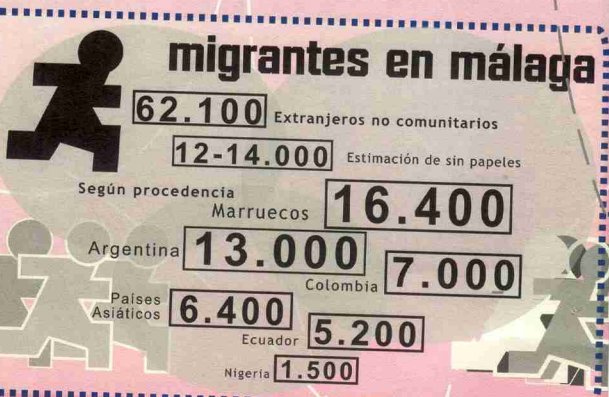 migrantes en málaga
62.100 Extranjeros no comunitarios
12-14.000 Estimación de sin papeles
Según procedencia
Marruecos 16.400
Argentina 13.000
Colombia 7.000
Países
Asiáticos 6.400
Ecuador 5.200
Nigeria 1.500